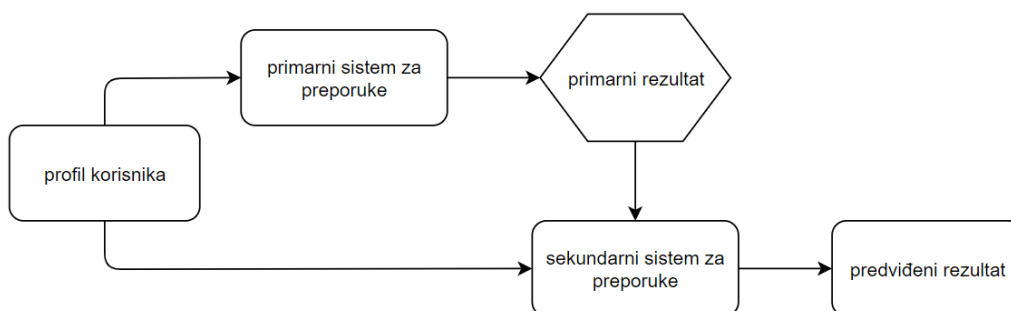 primarni sistem za
preporuke
primarni rezultat
profil korisnika
sekundarni sistem za
preporuke
predviđeni rezultat